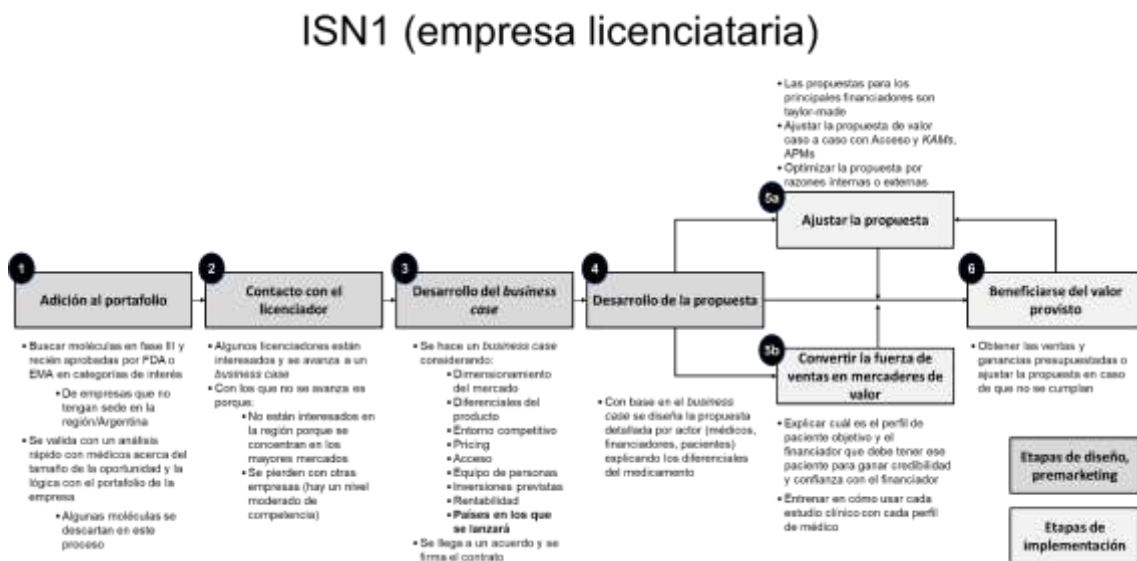 ISN1 (empresa licenciataria)
▪ Las propuestas para los
principales financiadores son
taylor-made
▪ Ajustar la propuesta de valor
caso a caso con Acceso y KAMs,
APMs
▪ Optimizar la propuesta por
razones internas o externas
5a
Ajustar la propuesta
1
Adición al portafolio
2
Contacto con el
licenciador
3
Desarrollo del business
case
4
Desarrollo de la propuesta
6
Beneficiarse del valor
provisto
5b
Convertir la fuerza de
ventas en mercaderes de
valor
▪ Buscar moléculas en fase III y
recién aprobadas por FDA o
EMA en categorías de interés
▪ De empresas que no
tengan sede en la
región/Argentina
▪ Se valida con un análisis
rápido con médicos acerca del
tamaño de la oportunidad y la
lógica con el portafolio de la
empresa
▪ Algunas moléculas se
descartan en este
proceso
▪ Algunos licenciadores están
interesados y se avanza a un
business case
▪ Con los que no se avanza es
porque:
▪ No están interesados en
la región porque se
concentran en los
mayores mercados
▪ Se pierden con otras
empresas (hay un nivel
moderado de
competencia)
▪ Se hace un business case
considerando:
▪ Dimensionamiento
del mercado
▪ Diferenciales del
producto
▪ Entorno competitivo
▪ Pricing
▪ Acceso
▪ Equipo de personas
▪ Inversiones previstas
▪ Rentabilidad
▪ Países en los que
se lanzará
▪ Se llega a un acuerdo y se
firma el contrato
▪ Con base en el business
case se diseña la propuesta
detallada por actor (médicos,
financiadores, pacientes)
explicando los diferenciales
del medicamento
▪ Explicar cuál es el perfil de
paciente objetivo y el
financiador que debe tener ese
paciente para ganar credibilidad
y confianza con el financiador
▪ Entrenar en cómo usar cada
estudio clínico con cada perfil
de médico
▪ Obtener las ventas y
ganancias presupuestadas o
ajustar la propuesta en caso
de que no se cumplan
Etapas de diseño,
premarketing
Etapas de
implementación